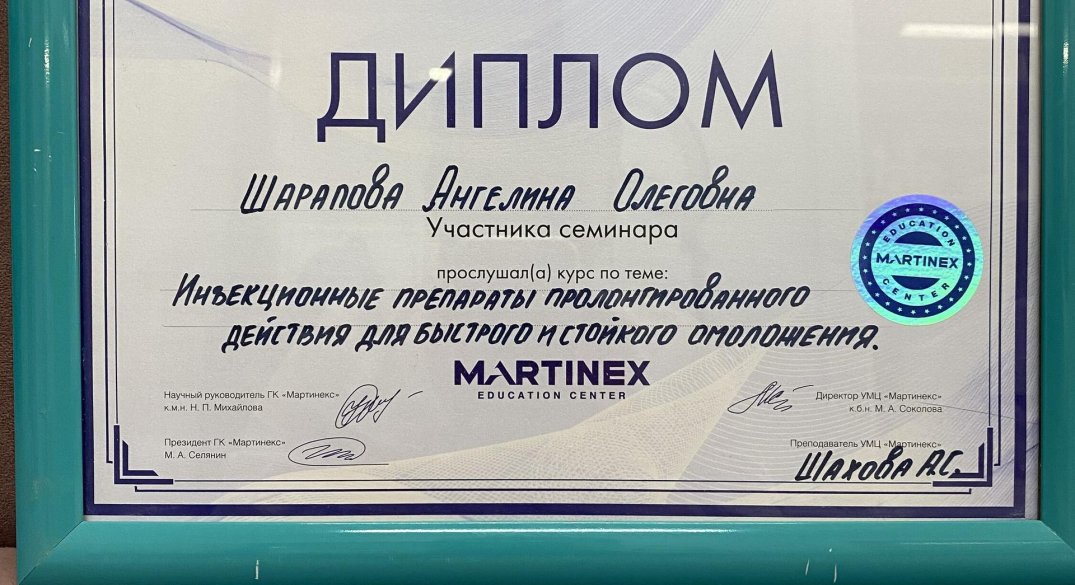 ДИПЛОМ
Шарапова Ангелина Олеговна
Участника семинара
прослушал(а) курс по теме:
Инъекционные препараты пролонгированного
действия для быстрого и стойкого омоложения.
EDUCATION
MARTINEX
CENTER
MARTINEX
EDUCATION CENTER
Научный руководитель ГК «Мартинекс»
к.м.н. Н. П. Михайлова
Директор УМЦ «Мартинекс»
к.б.н. М. А. Соколова
Президент ГК «Мартинекс»
М. А. Селянин
Преподаватель УМЦ «Мартинекс»
Шахова А.С.